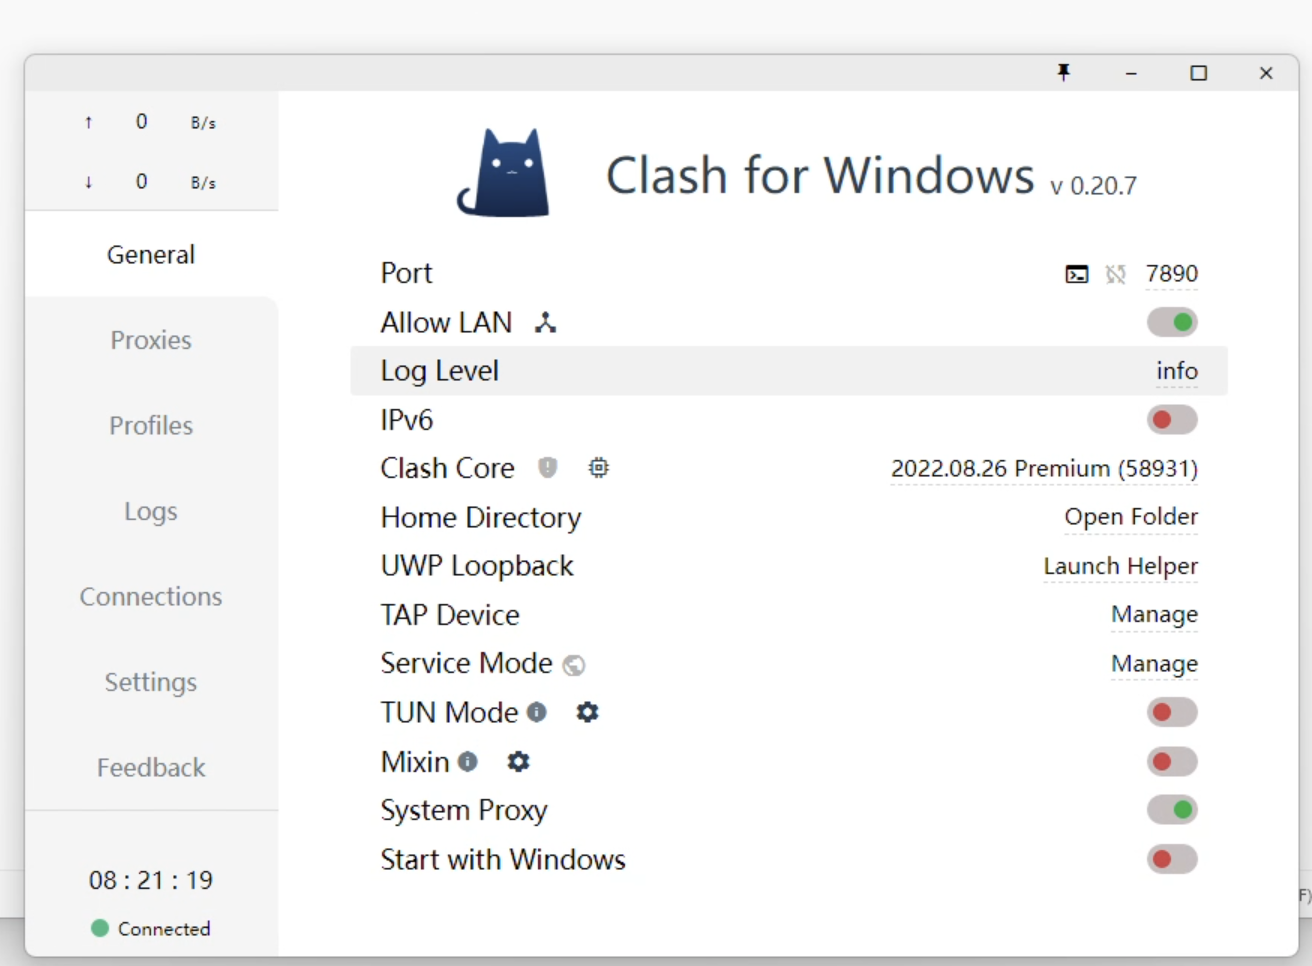 ↑ 0 B/s
↓ 0 B/s
General
Proxies
Profiles
Logs
Connections
Settings
Feedback
08 : 21 : 19
Connected
Clash for Windows v 0.20.7
Port 7890
Allow LAN
Log Level info
IPv6
Clash Core 2022.08.26 Premium (58931)
Home Directory Open Folder
UWP Loopback Launch Helper
TAP Device Manage
Service Mode Manage
TUN Mode
Mixin
System Proxy
Start with Windows
F)